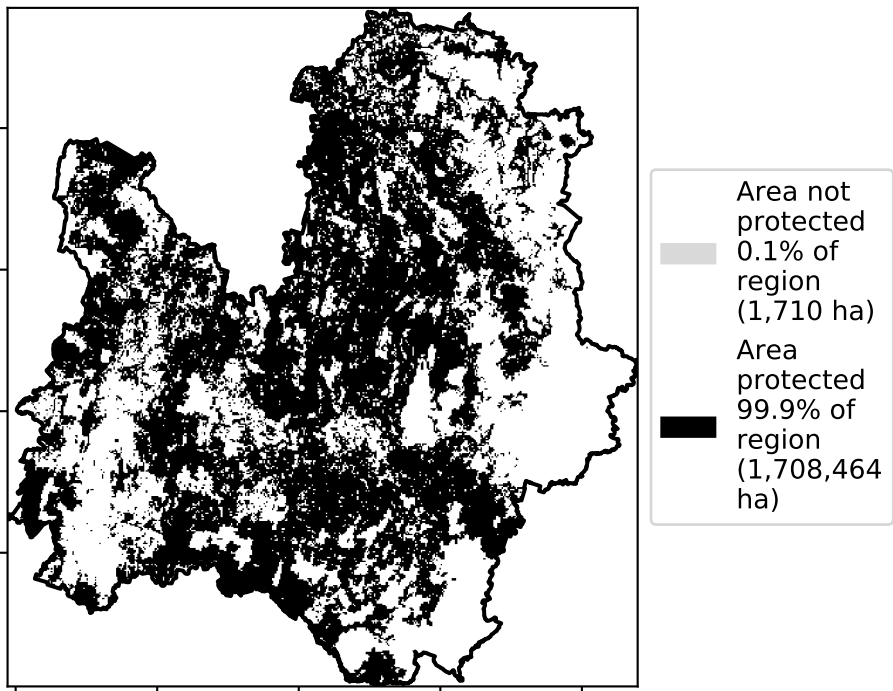 Area not
protected
0.1% of
region
(1,710 ha)
Area
protected
99.9% of
region
(1,708,464
ha)